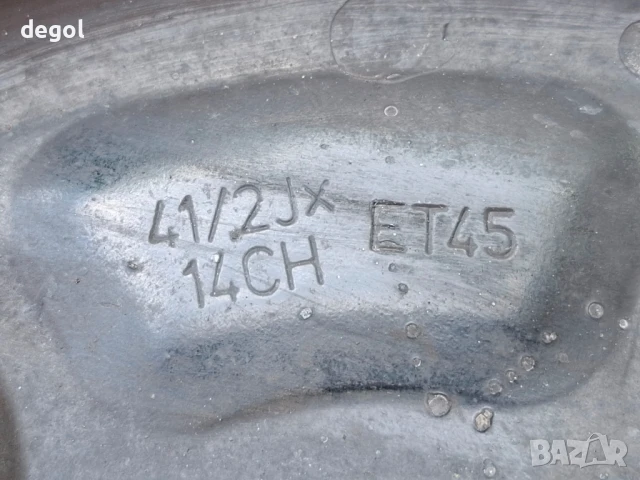 degol
41/2Jx
14CH
ET45
BAZAR